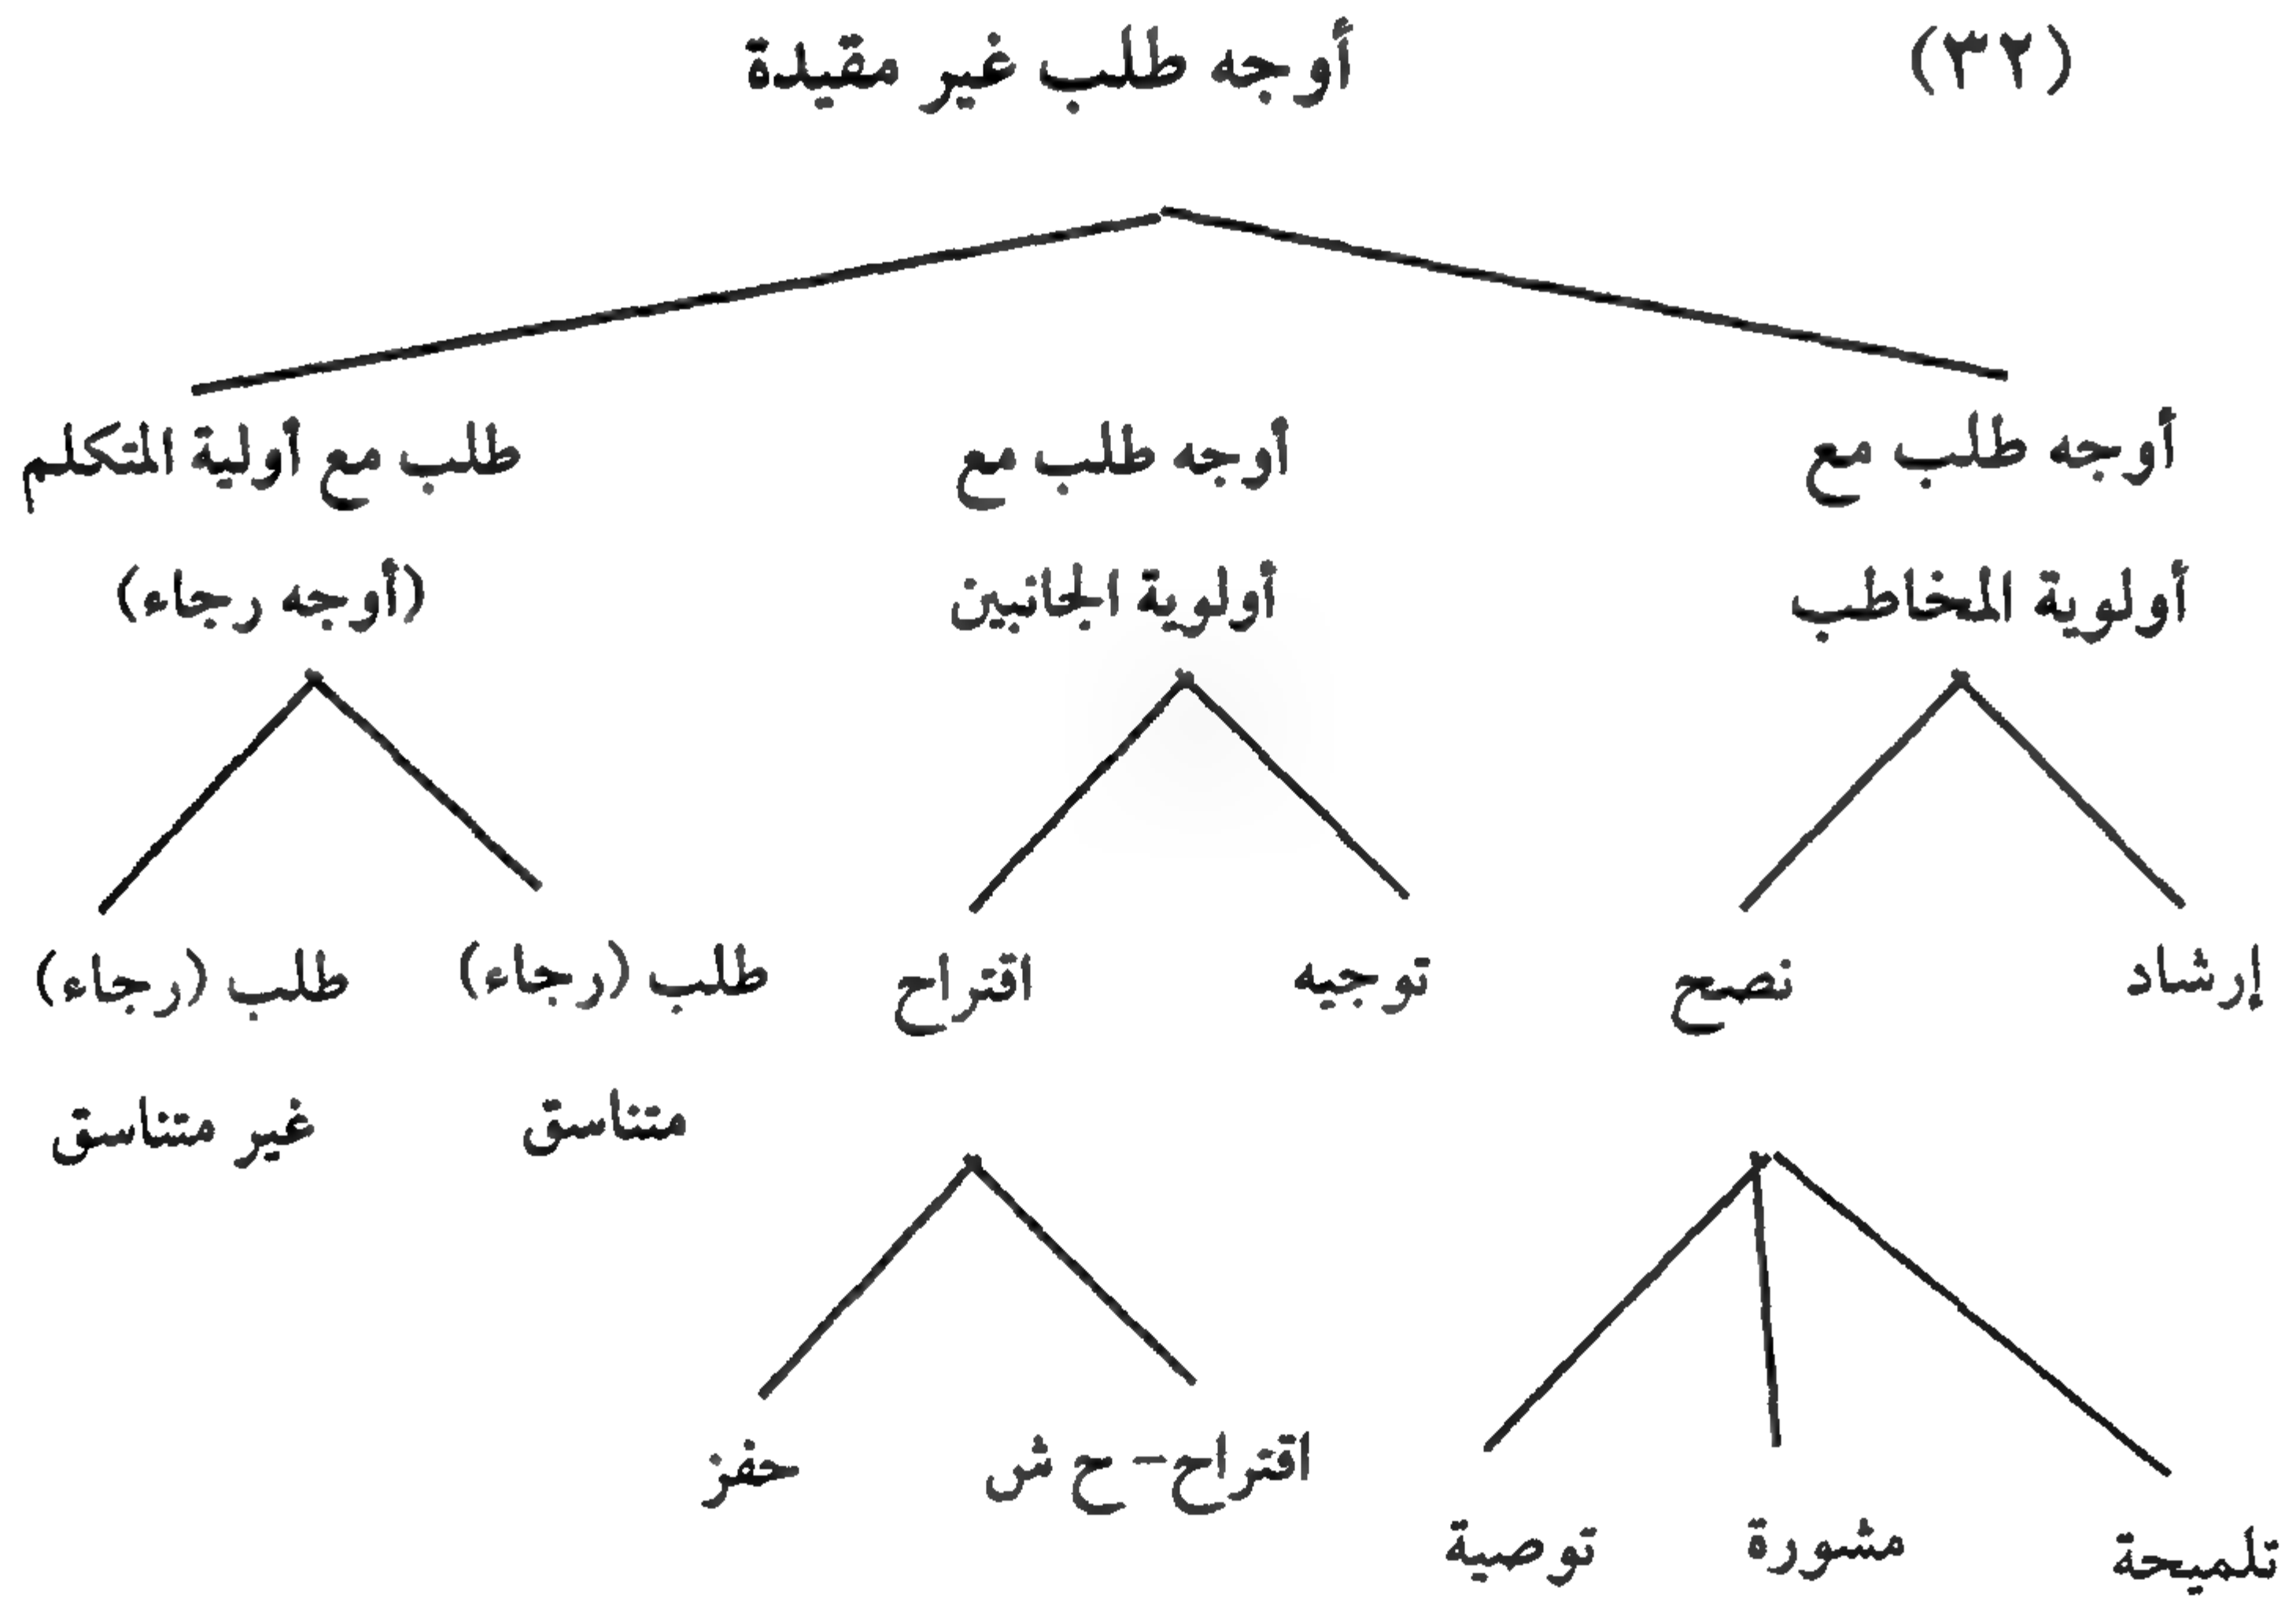 (٣٢)
أوجه طلب غير مقيدة
أوجه طلب مع
أولوية المخاطب
أوجه طلب مع
أولوية الجانبين
طلب مع أولية المتكلم
(أوجه رجاء)
إرشاد
نصح
توجيه
اقتراح
طلب (رجاء)
متناسق
طلب (رجاء)
غير متناسق
تلميحة
مشورة
توصية
اقتراح- ح ش
حفز